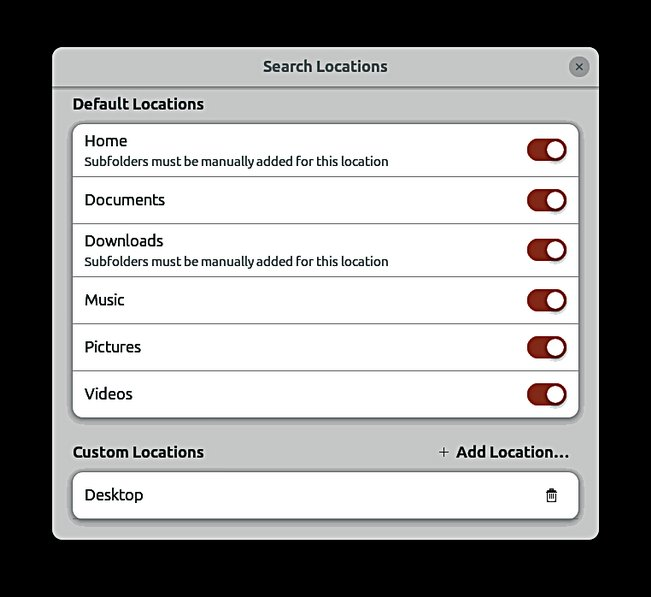 Search Locations
Default Locations
Home
Subfolders must be manually added for this location
Documents
Downloads
Subfolders must be manually added for this location
Music
Pictures
Videos
Custom Locations
+ Add Location...
Desktop